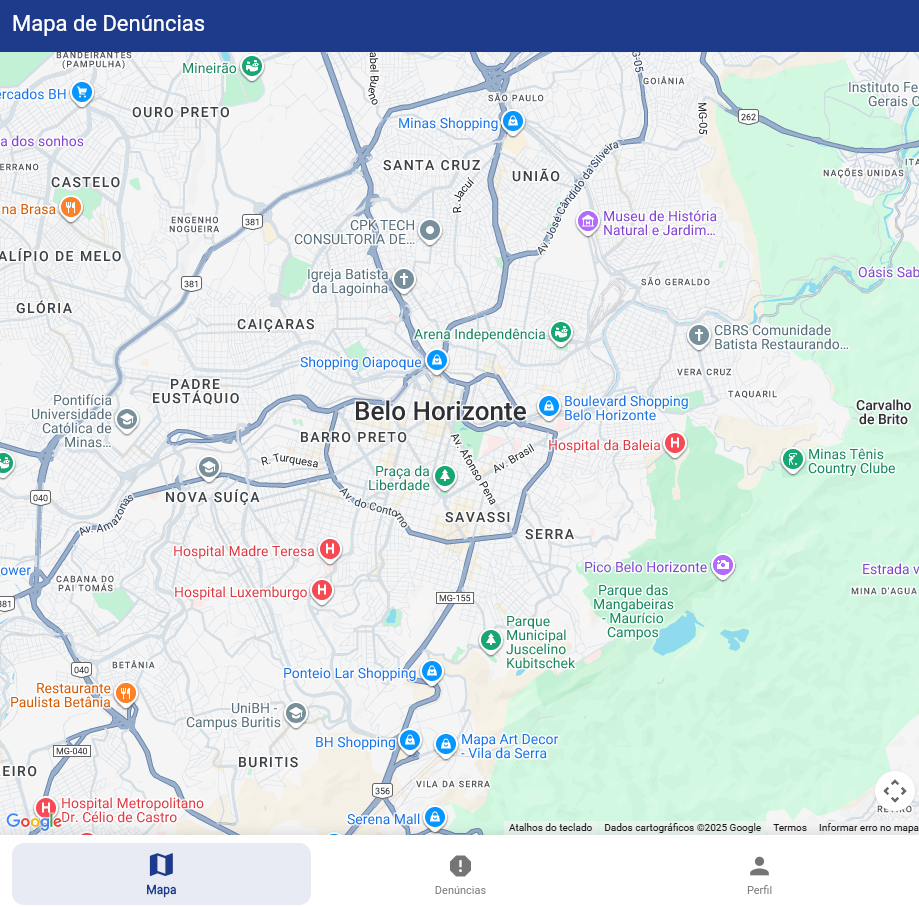 Mapa de Denúncias
BANDEIRANTES
(PAMPULHA)
Mineirão
Isabel Bueno
MG-05
GOIÂNIA
ercados BH
SÃO PAULO
MG-05
Instituto Fe
Gerais C
OURO PRETO
Minas Shopping
262
a dos sonhos
SANTA CRUZ
ERRANO
UNIÃO
ITA
NAÇÕES UNIDAS
CASTELO
R. Jacuí
Av. José Cândido da Silveira
na Brasa
ENGENHO
NOGUEIRA
381
CPK TECH
CONSULTORIA DE...
Museu de História
Natural e Jardim...
ALÍPIO DE MELO
Igreja Batista
da Lagoinha
Oásis Sab
381
SÃO GERALDO
GLÓRIA
CAIÇARAS
Arena Independência
CBRS Comunidade
Batista Restaurando...
Shopping Oiapoque
VERA CRUZ
PADRE
EUSTÁQUIO
TAQUARIL
Pontifícia
Universidade
Católica de
Minas...
Belo Horizonte
Boulevard Shopping
Belo Horizonte
Carvalho
de Brito
BARRO PRETO
Hospital da Baleia
R. Turquesa
Av. Afonso Pena
Av. Brasil
Minas Tênis
Country Clube
Praça da
Liberdade
040
NOVA SUÍÇA
Av. Amazonas
Av. do Contorno
SAVASSI
SERRA
Hospital Madre Teresa
ower
Pico Belo Horizonte
Estrada v
CABANA DO
PAI TOMÁS
Hospital Luxemburgo
MG-155
Parque das
Mangabeiras
- Maurício
Campos
MINA D'AGUA
381
Parque
Municipal
Juscelino
Kubitschek
BETÂNIA
040
Ponteio Lar Shopping
Restaurante
Paulista Betânia
UniBH -
Campus Buritis
BH Shopping
Mapa Art Decor
- Vila da Serra
MG-040
BURITIS
EIRO
356
VILA DA SERRA
Hospital Metropolitano
Dr. Célio de Castro
Serena Mall
RETIRO
Google
Atalhos do teclado
Dados cartográficos ©2025 Google
Termos
Informar erro no mapa
Mapa
Denúncias
Perfil